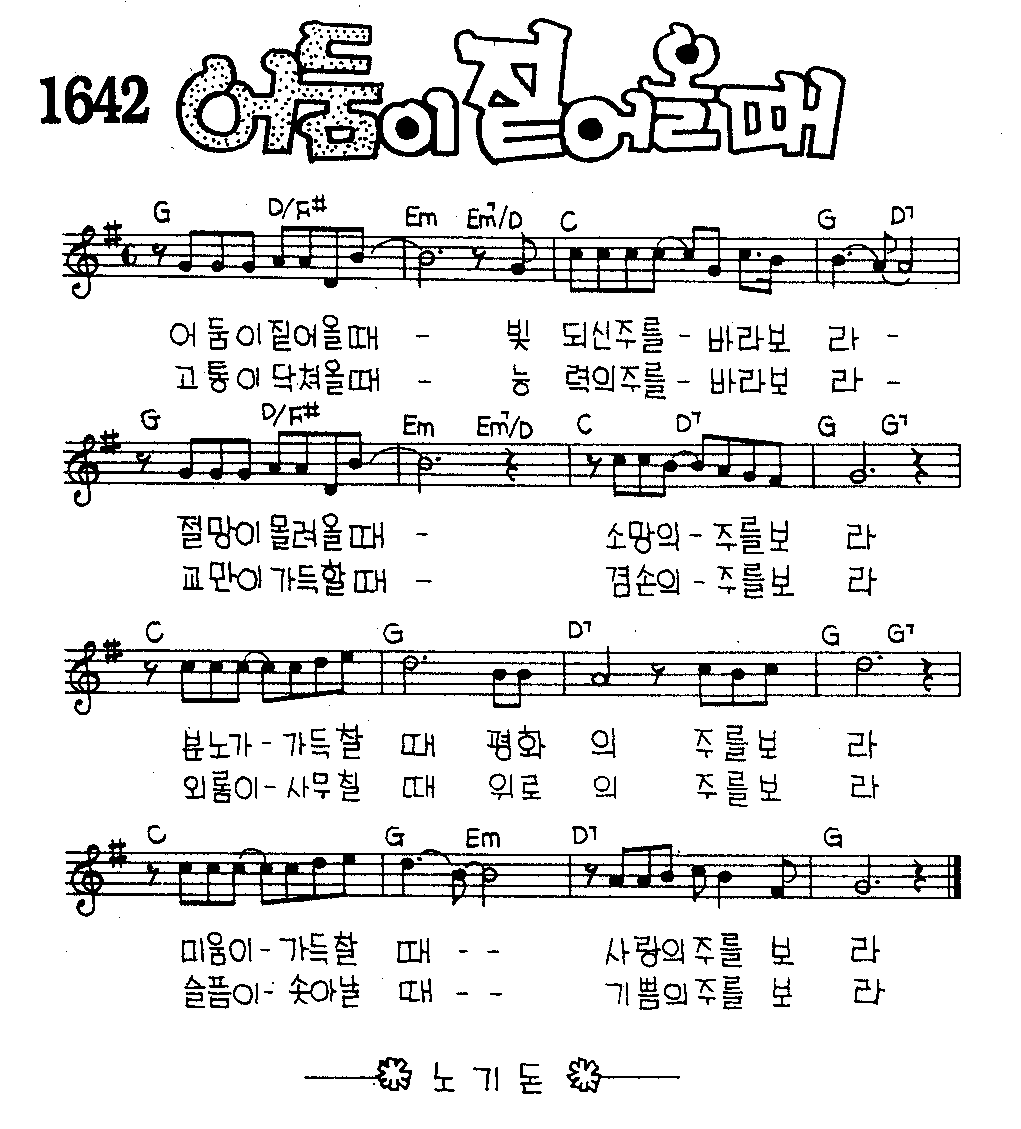 1642 어둠이 짙어올때
G D/F# Em Em7/D C G D7
어둠이짙어올때 - 빛 되신주를 - 바라보 라 -
고통이닥쳐올때 - 능 력의주를 - 바라보 라 -
G D/F# Em Em7/D C D7 G G7
절망이몰려올때 - 소망의 - 주를보 라
교만이가득할때 - 겸손의 - 주를보 라
C G D7 G G7
분노가 - 가득찰 때 평화 의 주를보 라
외롬이 - 사무칠 때 위로 의 주를보 라
C G Em D7 G
미움이 - 가득찰 때 - - 사랑의주를 보 라
슬픔이 - 솟아날 때 - - 기쁨의주를 보 라
노 기 돈